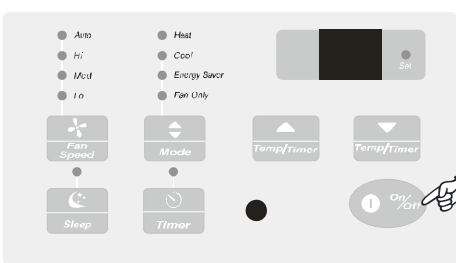 Auto
Hi
Med
Lo
Heat
Cool
Energy Saver
Fan Only
Set
Fan
Speed
Mode
Temp/Timer
Temp/Timer
Sleep
Timer
On/Off